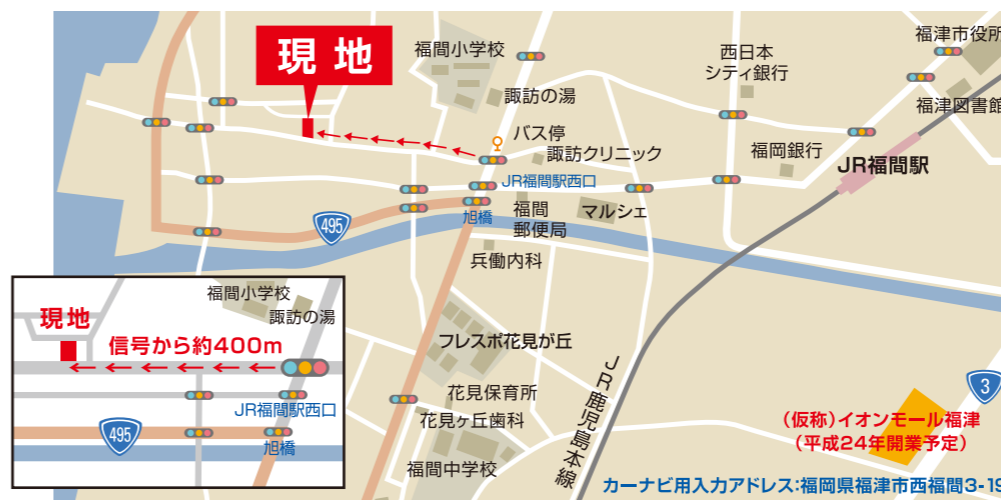 現地
福間小学校
諏訪の湯
バス停
諏訪クリニック
西日本
シティ銀行
福津市役所
福津図書館
福岡銀行
JR福間駅
JR福間駅西口
旭橋
福間
郵便局
マルシェ
495
兵働内科
フレスポ花見が丘
花見保育所
花見ヶ丘歯科
福間中学校
JR鹿児島本線
3
(仮称)イオンモール福津
(平成24年開業予定)
カーナビ用入力アドレス:福岡県福津市西福間3-19
福間小学校
諏訪の湯
現地
信号から約400m
JR福間駅西口
495
旭橋